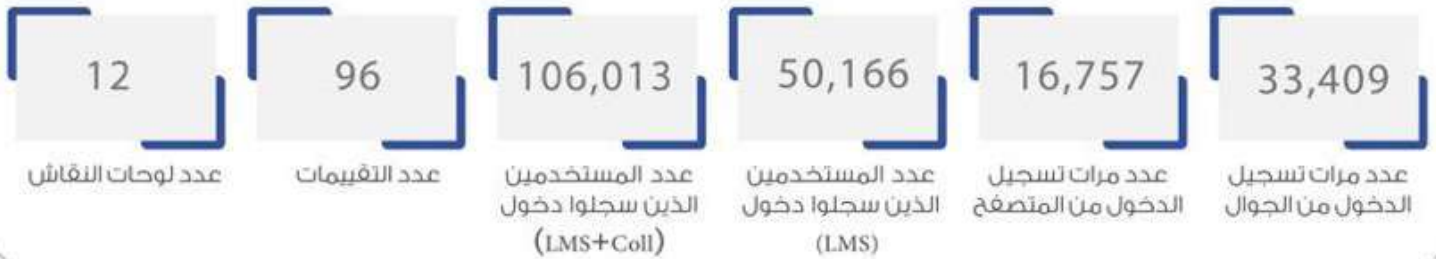 33,409
عدد مرات تسجيل
الدخول من الجوال
16,757
عدد مرات تسجيل
الدخول من المتصفح
50,166
عدد المستخدمين
الذين سجلوا دخول
(LMS)
106,013
عدد المستخدمين
الذين سجلوا دخول
(LMS+Coll)
96
عدد التقييمات
12
عدد لوحات النقاش